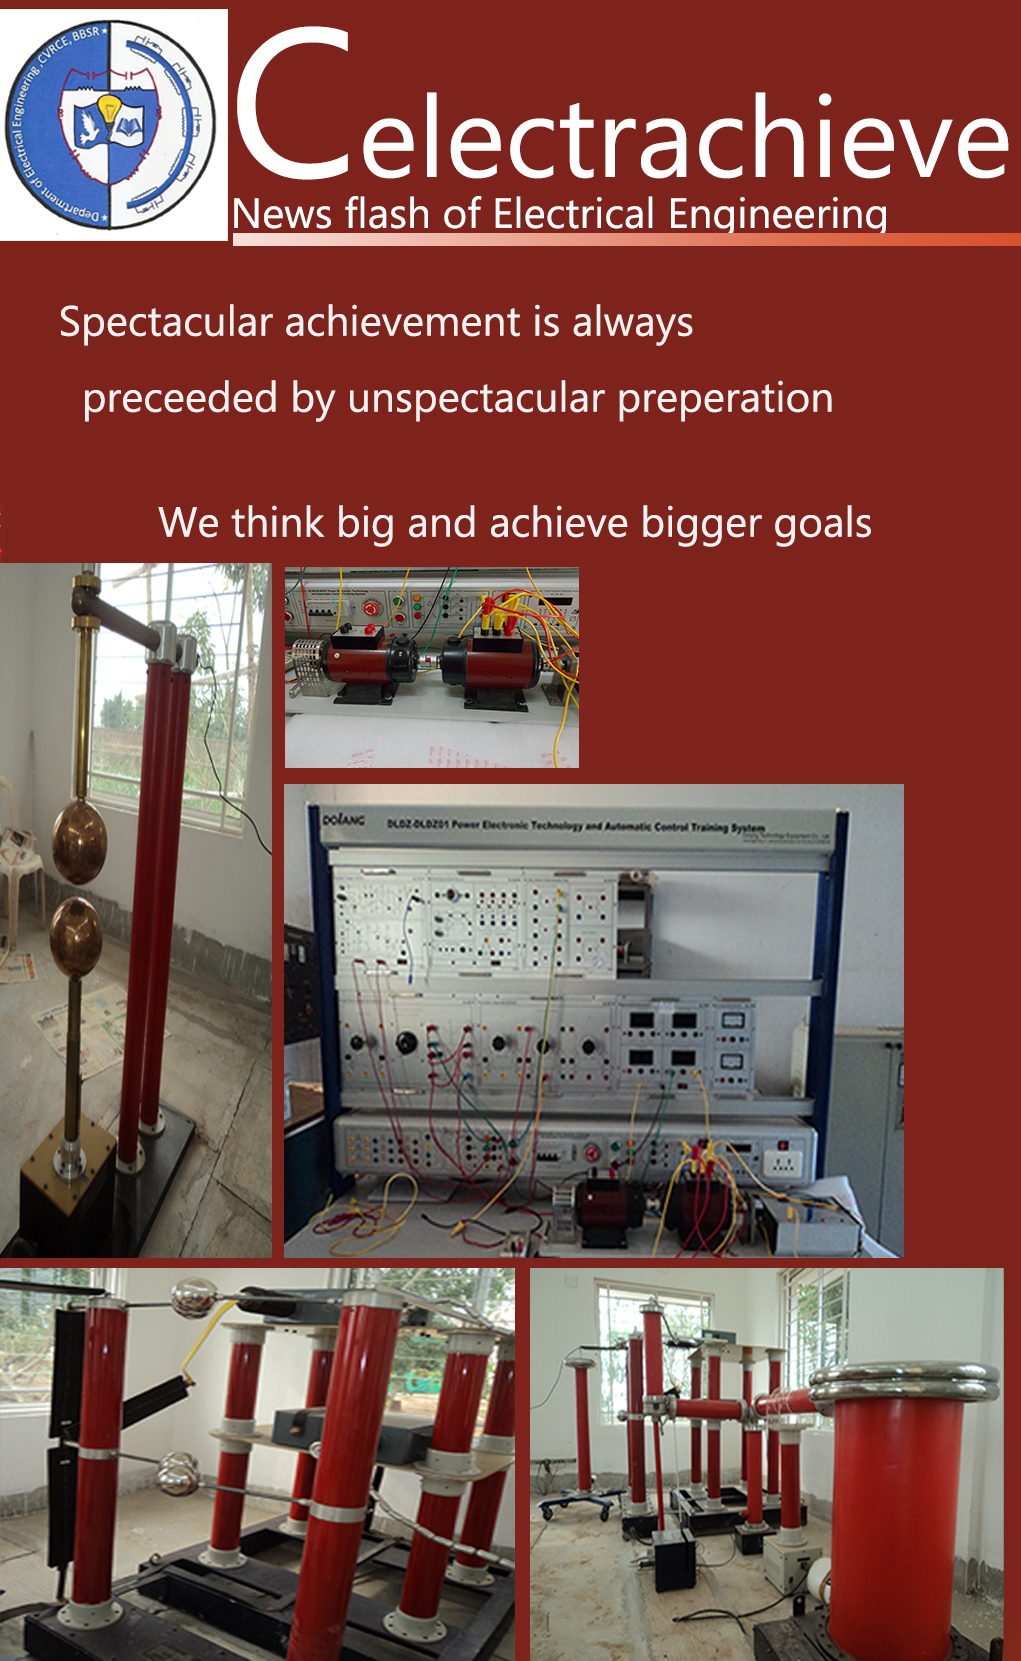 Department of Electrical Engineering, CVRCE, BBSR
Celectrachieve
News flash of Electrical Engineering
Spectacular achievement is always
preceeded by unspectacular preperation
We think big and achieve bigger goals
DOLANG
DLDZ-DLDZ01 Power Electronic Technology and Automatic Control Training System